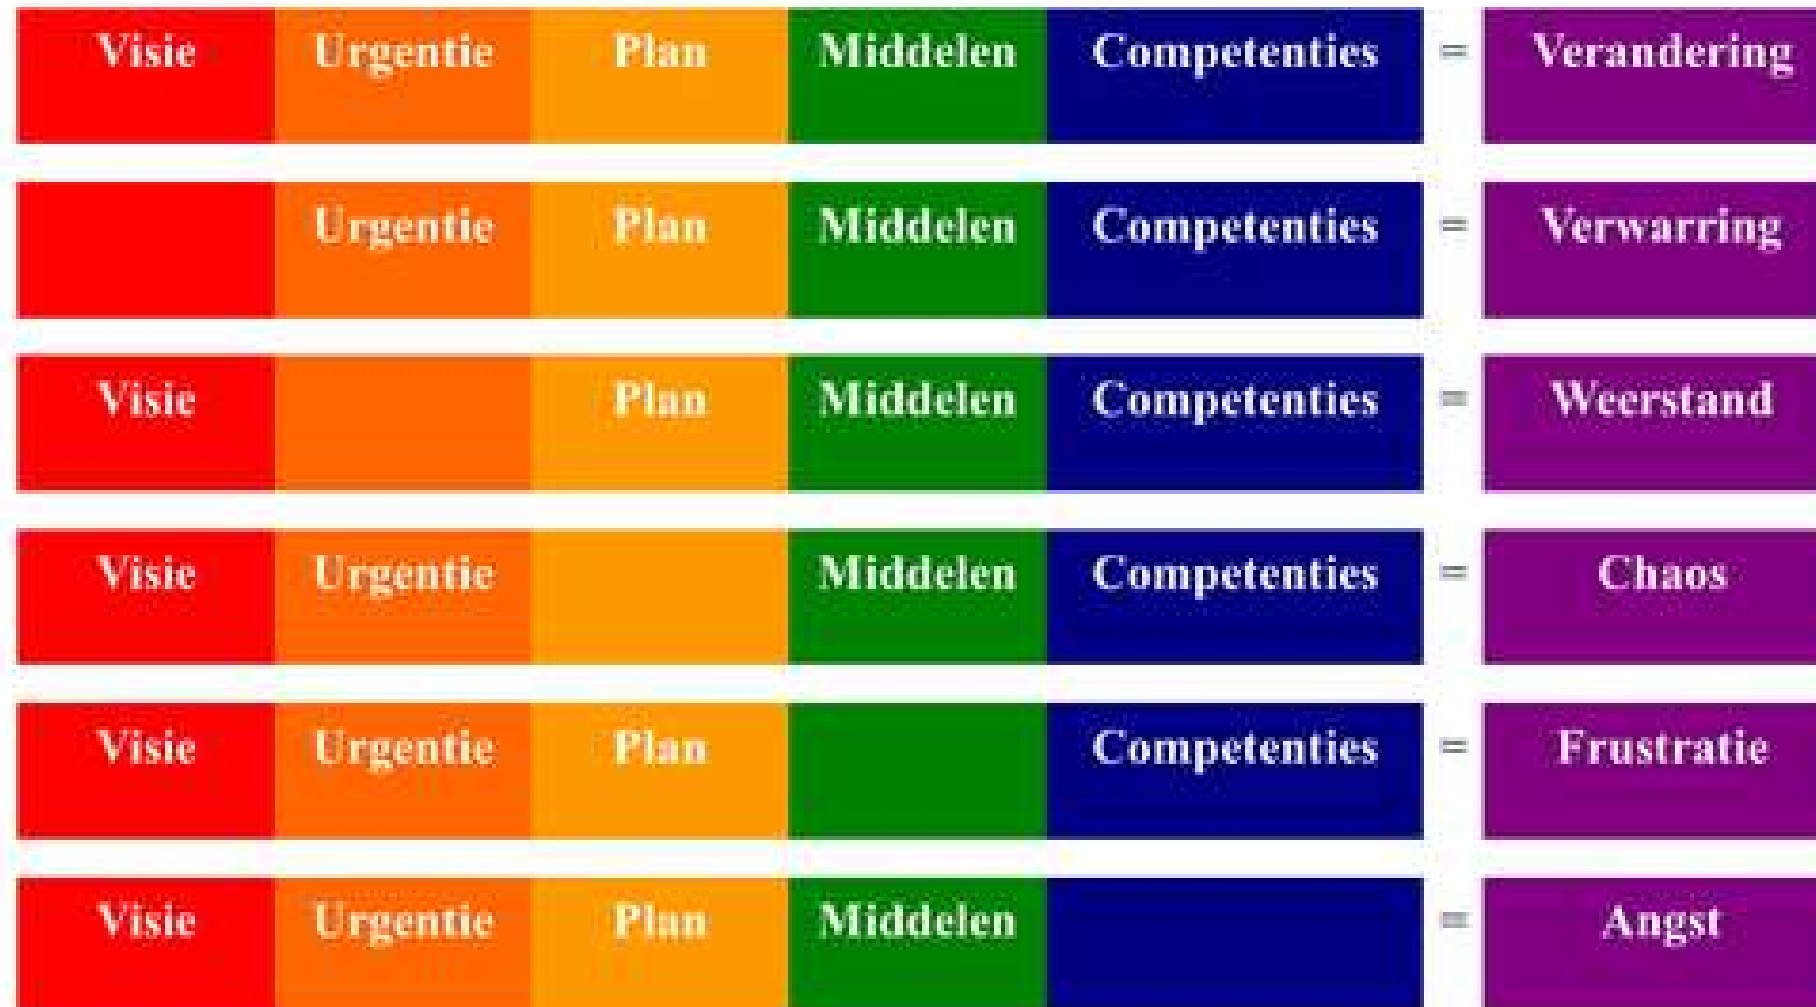 Visie Urgentie Plan Middelen Competenties = Verandering
Urgentie Plan Middelen Competenties = Verwarring
Visie Plan Middelen Competenties = Weerstand
Visie Urgentie Middelen Competenties = Chaos
Visie Urgentie Plan Competenties = Frustratie
Visie Urgentie Plan Middelen = Angst